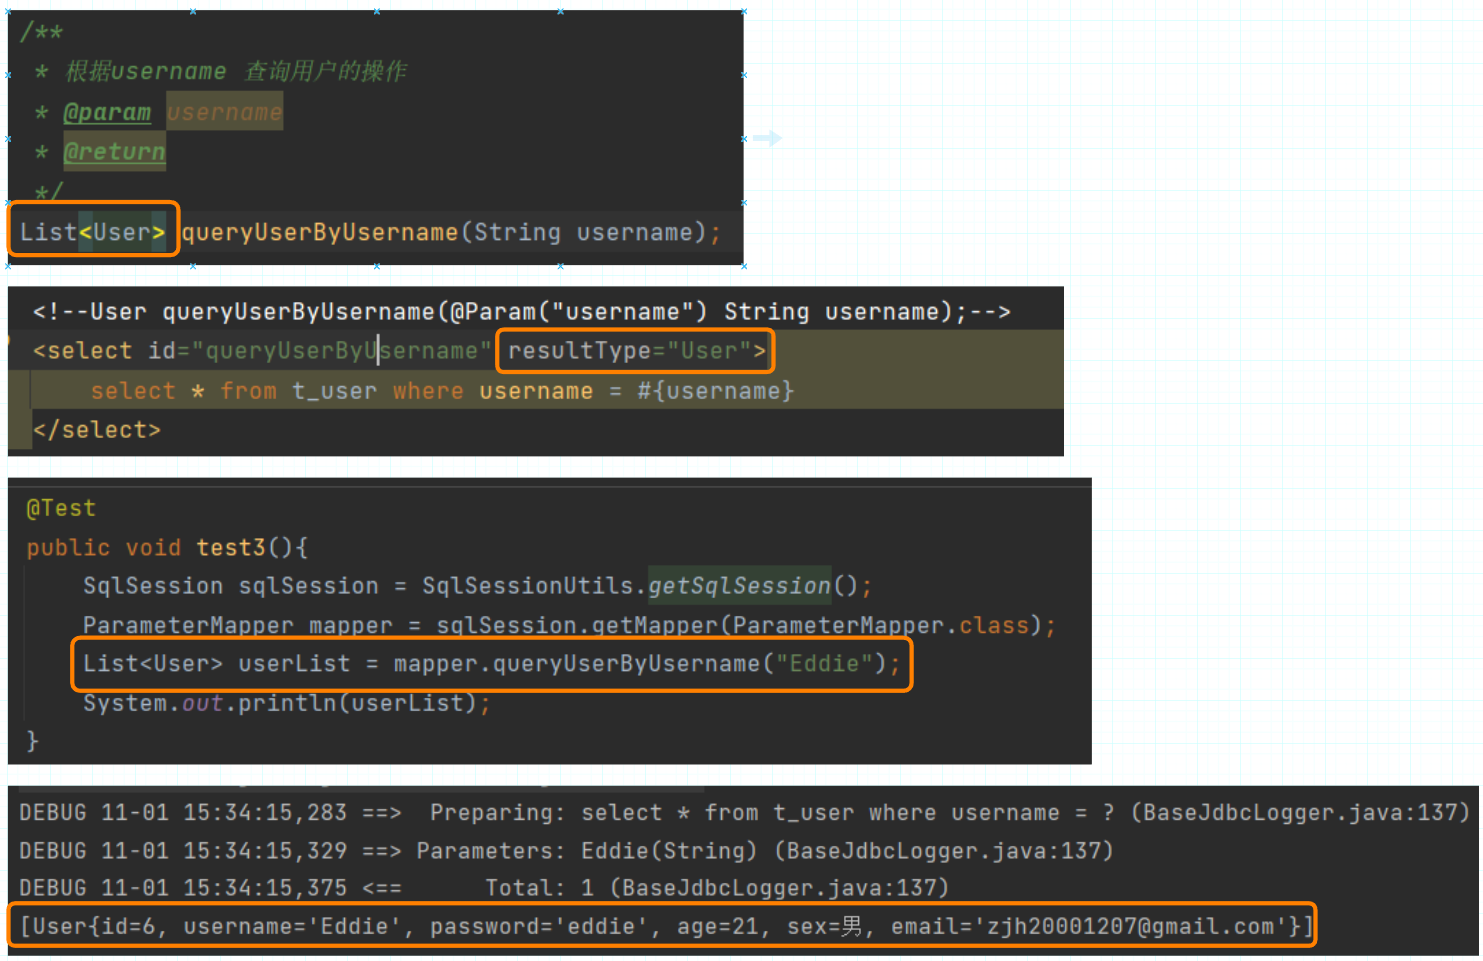 /**
* 根据username 查询用户的操作
* @param username
* @return
*/
List<User> queryUserByUsername(String username);
<!--User queryUserByUsername(@Param("username") String username);-->
<select id="queryUserByUsername" resultType="User">
select * from t_user where username = #{username}
</select>
@Test
public void test3(){
SqlSession sqlSession = SqlSessionUtils.getSqlSession();
ParameterMapper mapper = sqlSession.getMapper(ParameterMapper.class);
List<User> userList = mapper.queryUserByUsername("Eddie");
System.out.println(userList);
}
DEBUG 11-01 15:34:15,283 ==>  Preparing: select * from t_user where username = ? (BaseJdbcLogger.java:137)
DEBUG 11-01 15:34:15,329 ==> Parameters: Eddie(String) (BaseJdbcLogger.java:137)
DEBUG 11-01 15:34:15,375 <==      Total: 1 (BaseJdbcLogger.java:137)
[User{id=6, username='Eddie', password='eddie', age=21, sex=男, email='zjh20001207@gmail.com'}]